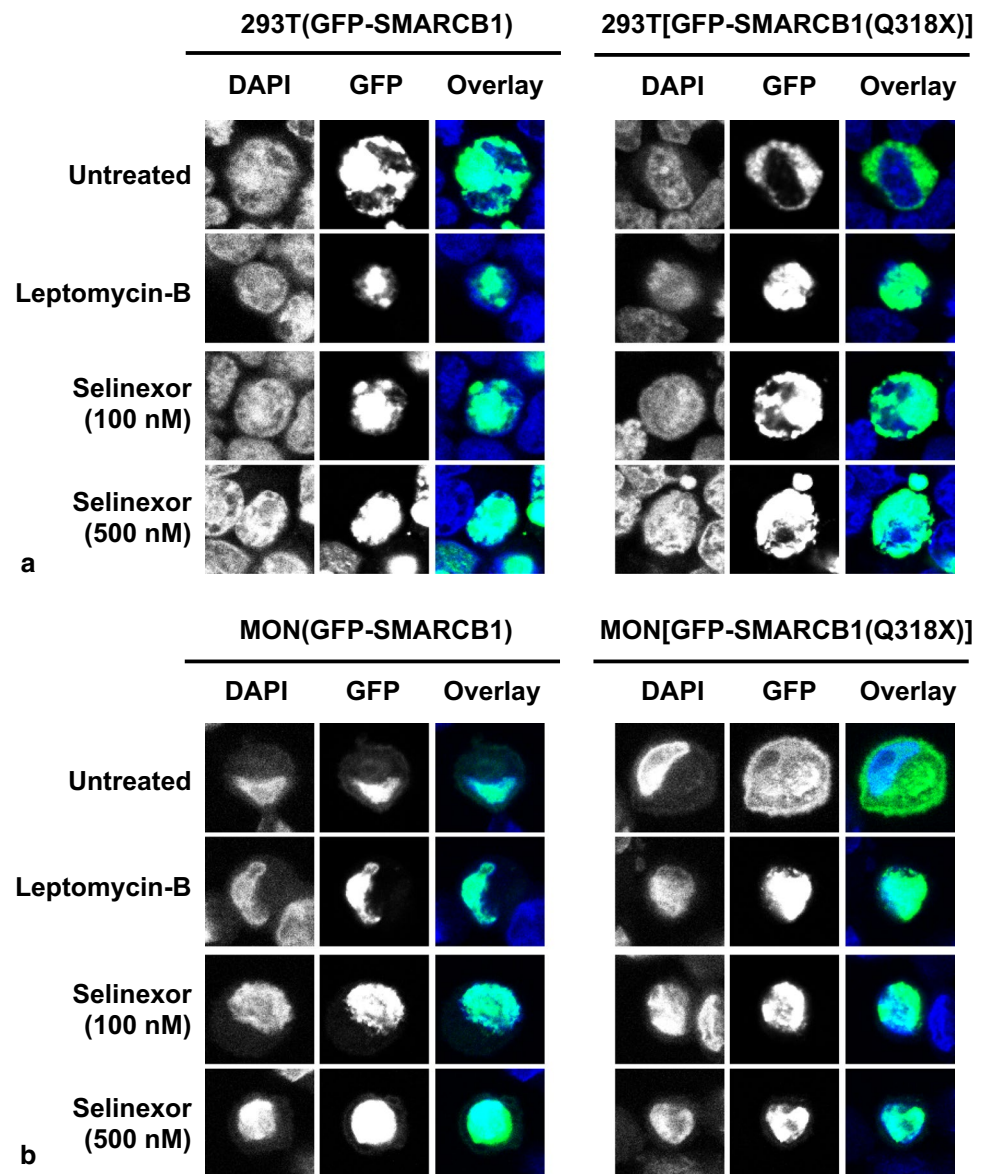 293T(GFP-SMARCB1) 293T[GFP-SMARCB1(Q318X)]
DAPI GFP Overlay DAPI GFP Overlay
Untreated
Leptomycin-B
Selinexor
(100 nM)
Selinexor
(500 nM)
a
MON(GFP-SMARCB1) MON[GFP-SMARCB1(Q318X)]
DAPI GFP Overlay DAPI GFP Overlay
Untreated
Leptomycin-B
Selinexor
(100 nM)
Selinexor
(500 nM)
b